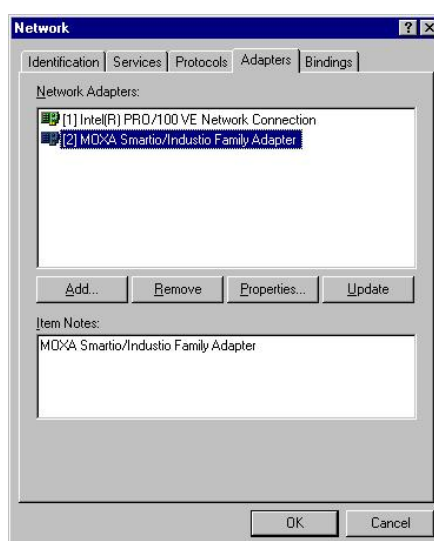 Network
Identification Services Protocols Adapters Bindings
Network Adapters:
[1] Intel(R) PRO/100 VE Network Connection
[2] MOXA Smartio/Industio Family Adapter
Add... Remove Properties... Update
Item Notes:
MOXA Smartio/Industio Family Adapter
OK Cancel